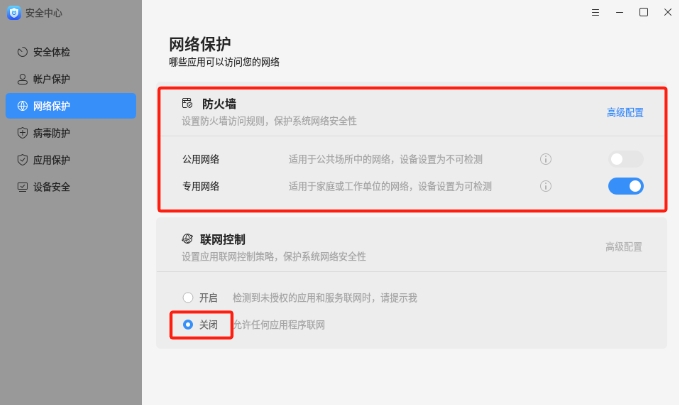 安全中心
安全体检
帐户保护
网络保护
病毒防护
应用保护
设备安全
网络保护
哪些应用可以访问您的网络
防火墙
设置防火墙访问规则，保护系统网络安全性
高级配置
公用网络 适用于公共场所中的网络，设备设置为不可检测
专用网络 适用于家庭或工作单位的网络，设备设置为可检测
联网控制
设置应用联网控制策略，保护系统网络安全性
高级配置
开启 检测到未授权的应用和服务联网时，请提示我
关闭 允许任何应用程序联网